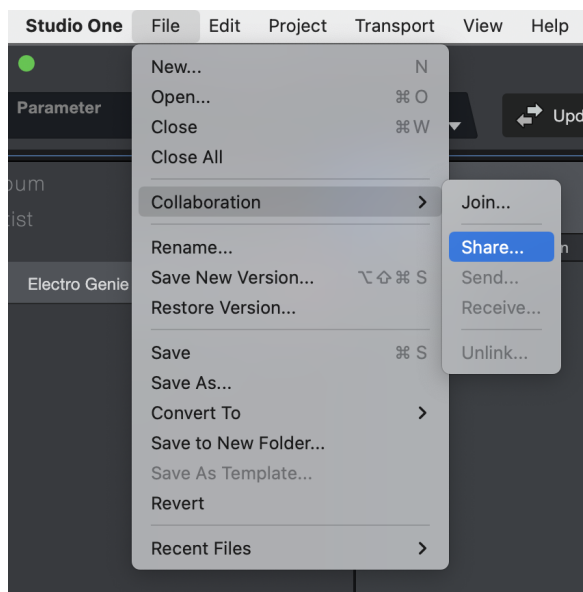 Studio One File Edit Project Transport View Help
New... N
Parameter
Open... ⌘ O
Close ⌘ W
Upd
Close All
bum
Collaboration
Join...
tist
Rename...
Share...
n
Electro Genie
Save New Version... ⌥⇧⌘ S
Send...
Restore Version...
Receive...
Save ⌘ S
Unlink...
Save As...
Convert To
Save to New Folder...
Save As Template...
Revert
Recent Files